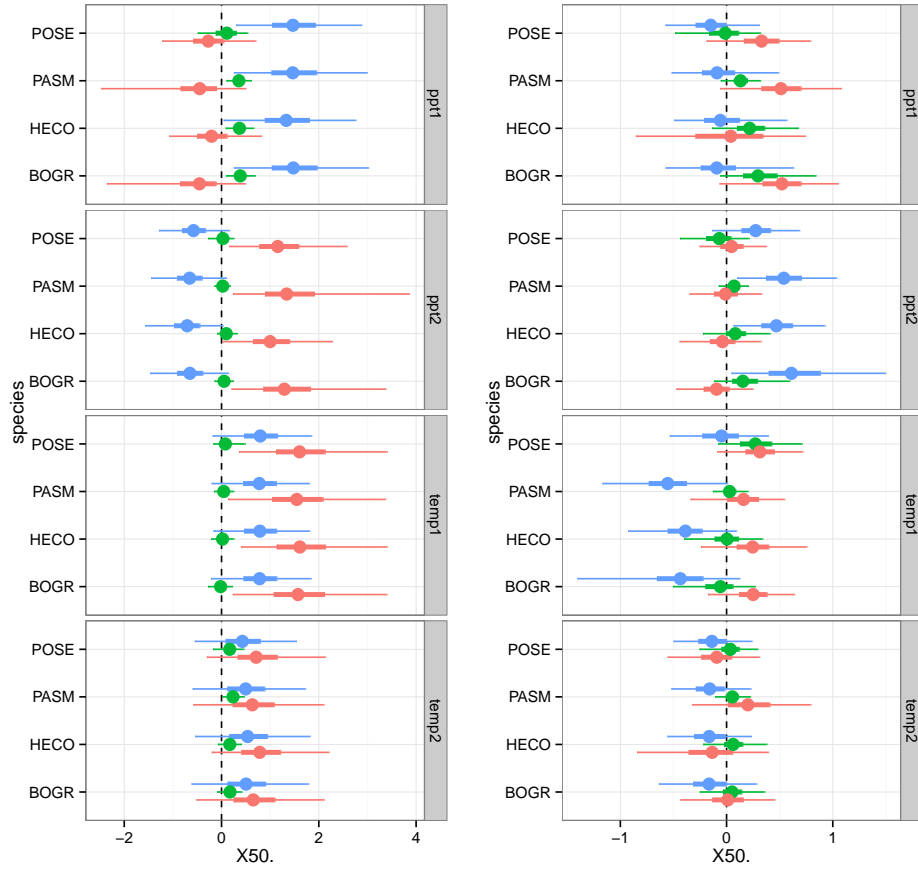 POSE
PASM
HECO
BOGR
ppt1
POSE
PASM
HECO
BOGR
ppt2
POSE
PASM
HECO
BOGR
temp1
POSE
PASM
HECO
BOGR
temp2
species
−2 0 2 4
X50.
POSE
PASM
HECO
BOGR
ppt1
POSE
PASM
HECO
BOGR
ppt2
POSE
PASM
HECO
BOGR
temp1
POSE
PASM
HECO
BOGR
temp2
species
−1 0 1
X50.